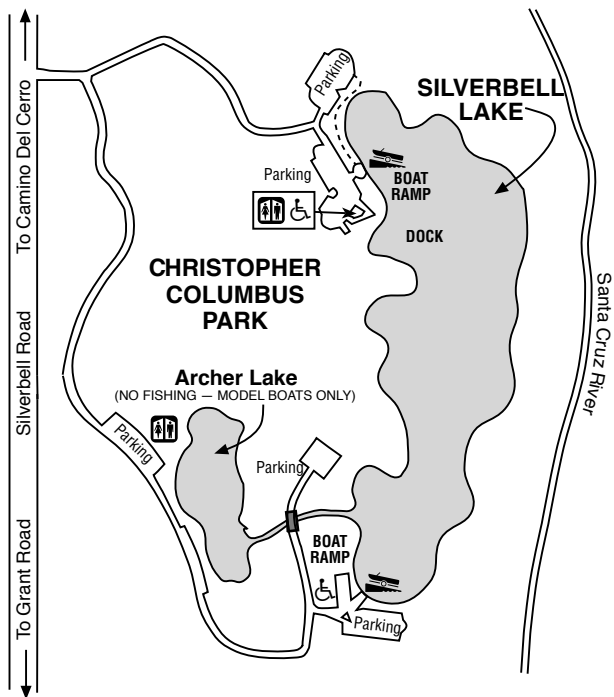 Parking
SILVERBELL
LAKE
To Camino Del Cerro
BOAT
RAMP
Parking
DOCK
CHRISTOPHER
COLUMBUS
PARK
Santa Cruz River
Silverbell Road
Archer Lake
(NO FISHING – MODEL BOATS ONLY)
Parking
Parking
BOAT
RAMP
To Grant Road
Parking